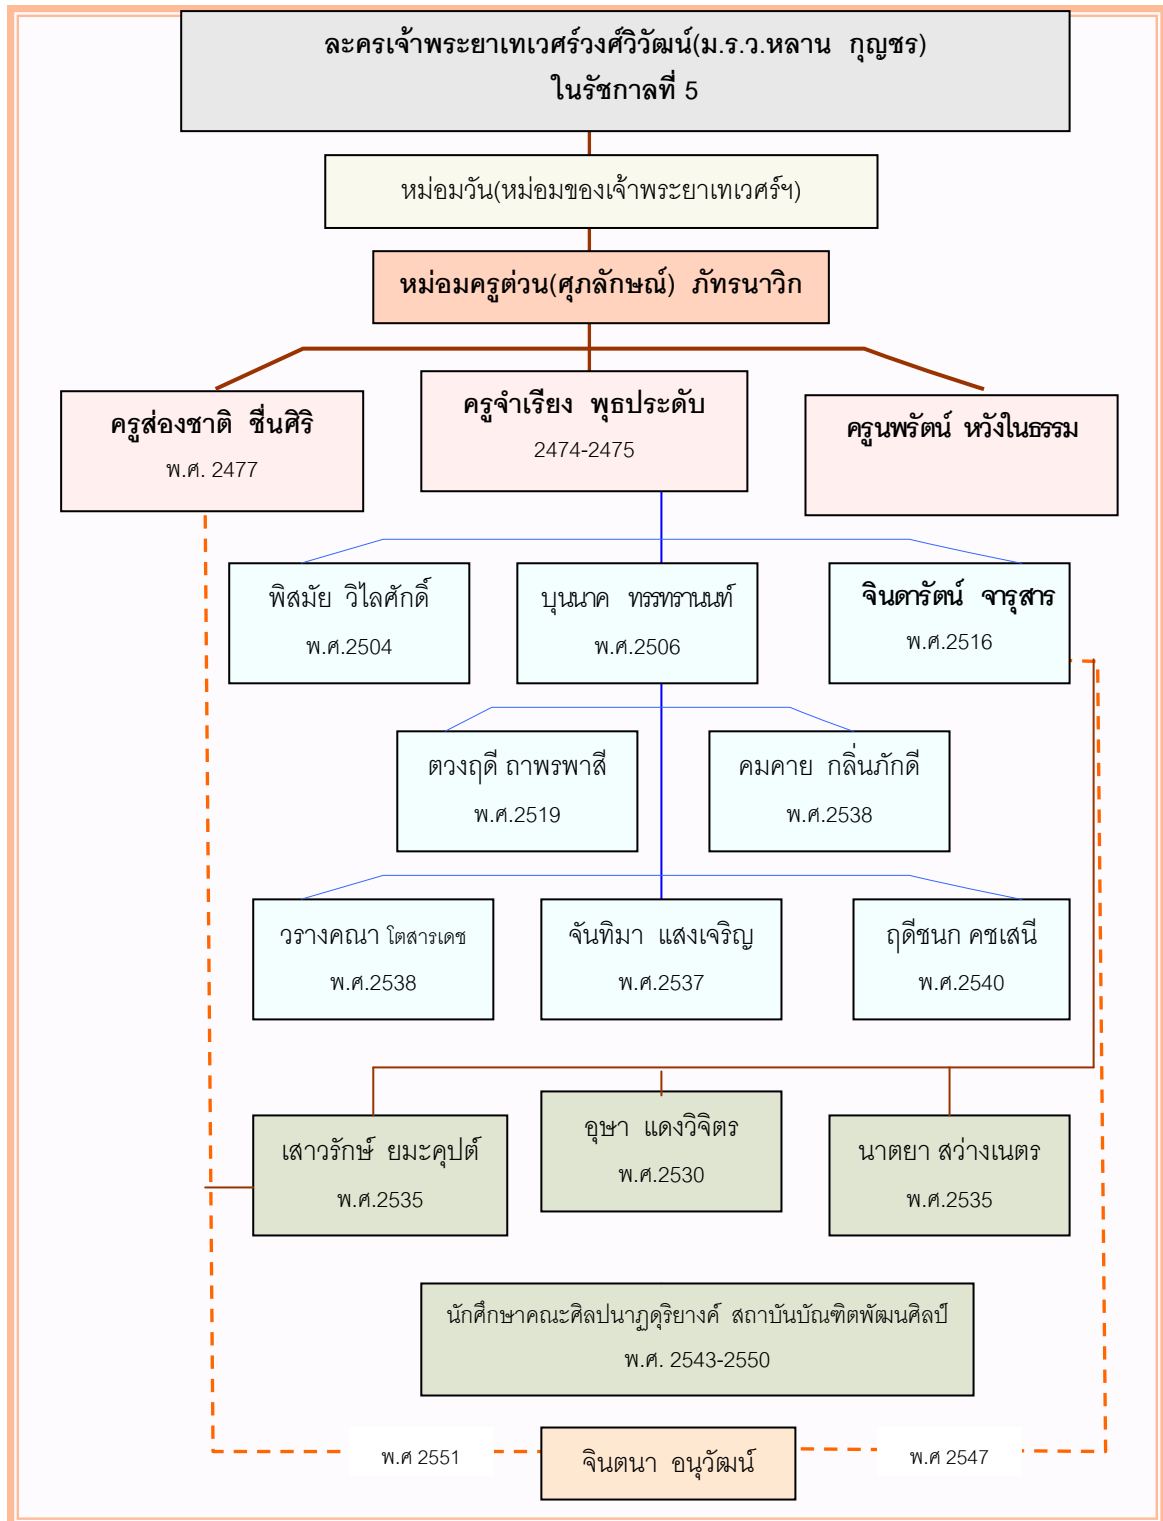 ละครเจ้าพระยาเทเวศร์วงศ์วิวัฒน์(ม.ร.ว.หลาน กุญชร)
ในรัชกาลที่ 5
หม่อมวัน(หม่อมของเจ้าพระยาเทเวศร์ฯ)
หม่อมครูต่วน(ศุภลักษณ์) ภัทรนาวิก
ครูส่องชาติ ชื่นศิริ
พ.ศ. 2477
ครูจำเรียง พุธประดับ
2474-2475
ครูนพรัตน์ หวังในธรรม
พิสมัย วิไลศักดิ์
พ.ศ.2504
บุนนาค ทรรทรานนท์
พ.ศ.2506
จินดารัตน์ จารุสาร
พ.ศ.2516
ตวงฤดี ถาพรพาสี
พ.ศ.2519
คมคาย กลิ่นภักดี
พ.ศ.2538
วรางคณา โตสารเดช
พ.ศ.2538
จันทิมา แสงเจริญ
พ.ศ.2537
ฤดีชนก คชเสนี
พ.ศ.2540
เสาวรักษ์ ยมะคุปต์
พ.ศ.2535
อุษา แดงวิจิตร
พ.ศ.2530
นาตยา สว่างเนตร
พ.ศ.2535
นักศึกษาคณะศิลปนาฏดุริยางค์ สถาบันบัณฑิตพัฒนศิลป์
พ.ศ. 2543-2550
พ.ศ 2551
จินตนา อนุวัฒน์
พ.ศ 2547